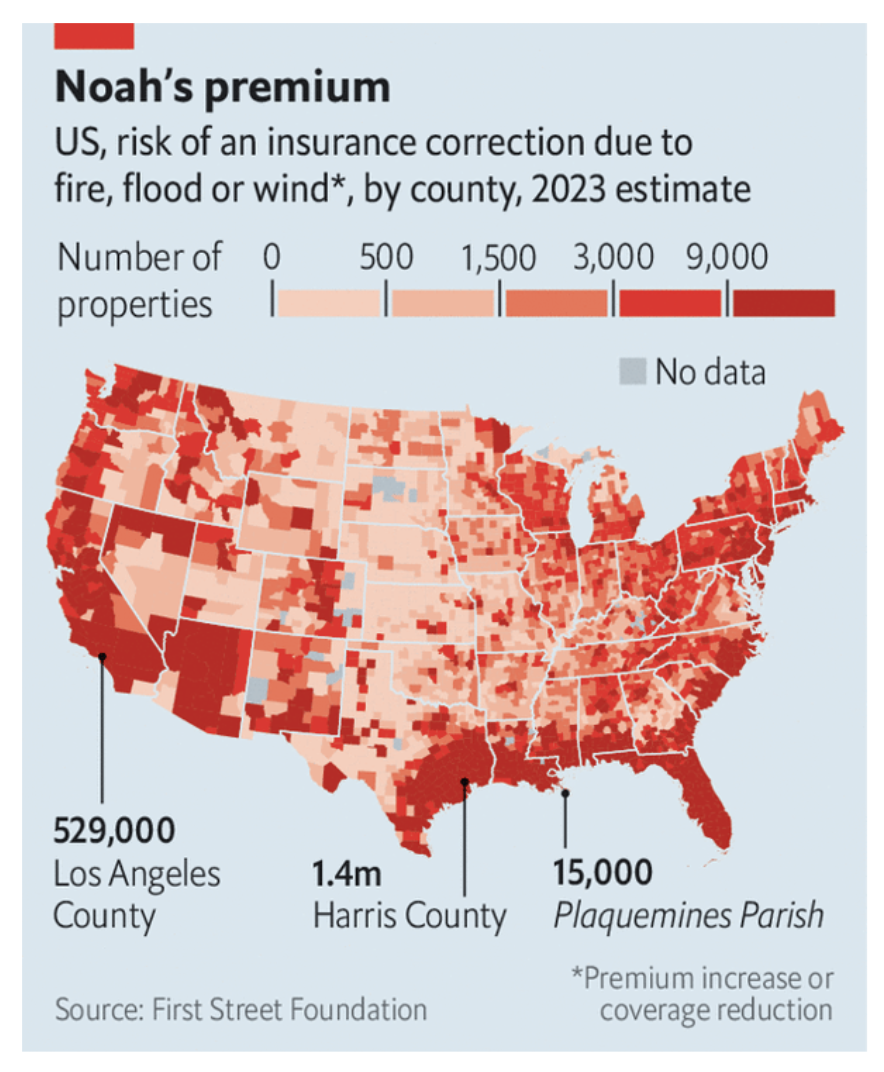 Noah's premium
US, risk of an insurance correction due to
fire, flood or wind*, by county, 2023 estimate
Number of
properties
0 500 1,500 3,000 9,000
No data
529,000
Los Angeles
County
1.4m
Harris County
15,000
Plaquemines Parish
*Premium increase or
coverage reduction
Source: First Street Foundation